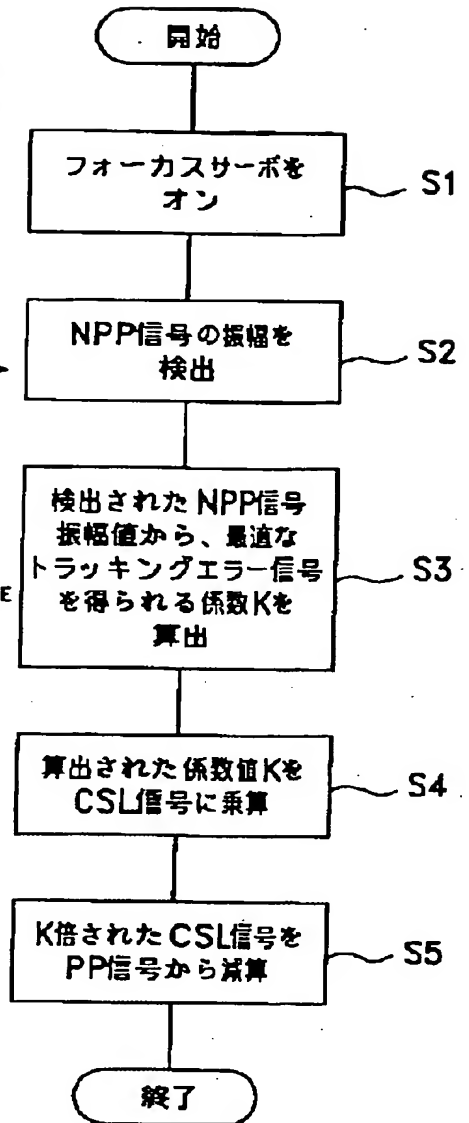 開始
フォーカスサーボを
オン
S1
NPP信号の振幅を
検出
S2
検出された NPP信号
振幅値から、最適な
トラッキングエラー信号
を得られる係数Kを
算出
S3
E
算出された係数値Kを
CSL信号に乗算
S4
K倍された CSL信号を
PP信号から減算
S5
終了